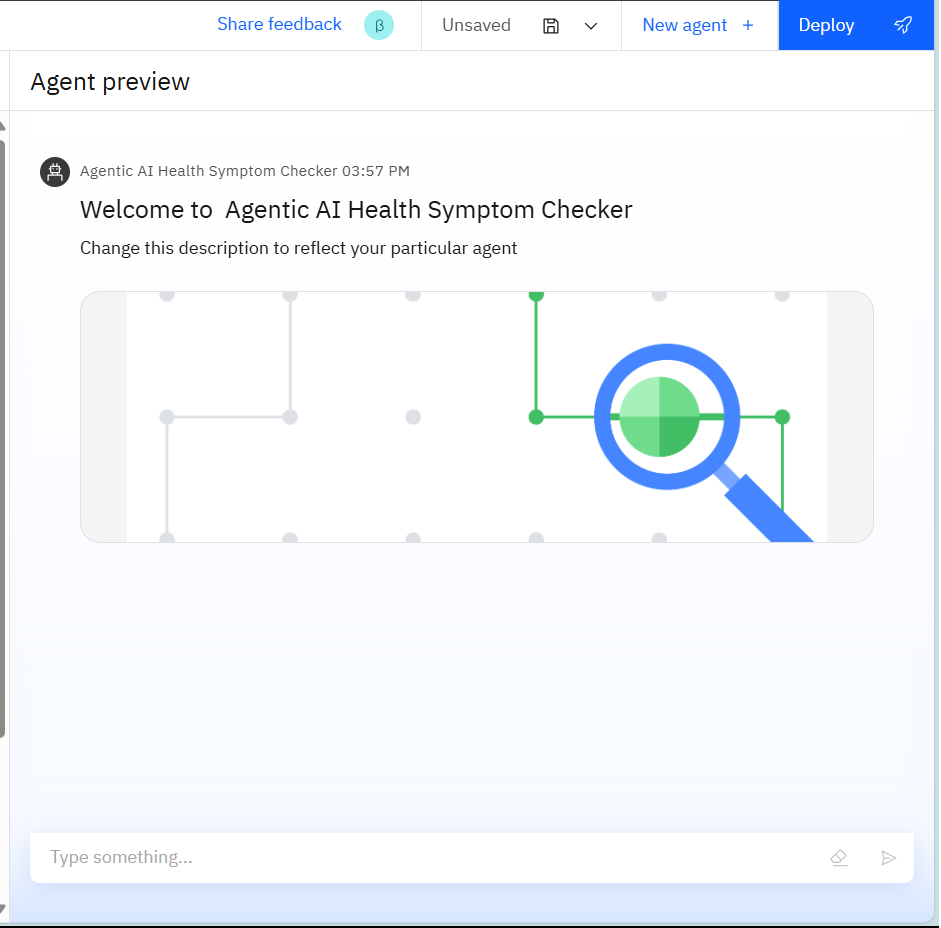 Share feedback β Unsaved New agent + Deploy
Agent preview
Agentic AI Health Symptom Checker 03:57 PM
Welcome to  Agentic AI Health Symptom Checker
Change this description to reflect your particular agent
Type something...